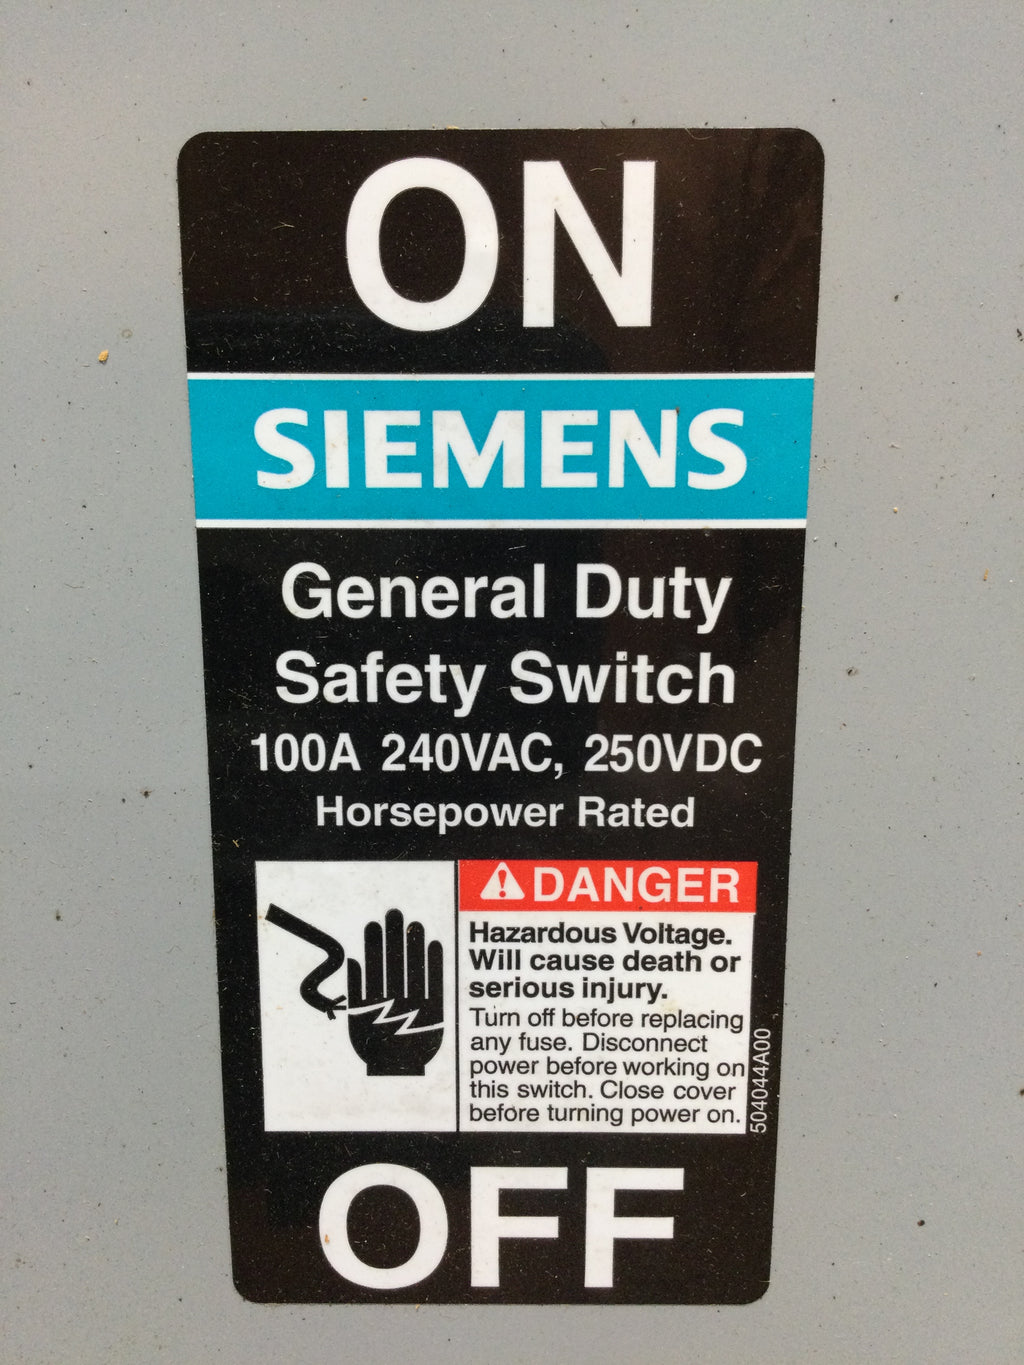 ON
SIEMENS
General Duty
Safety Switch
100A 240VAC, 250VDC
Horsepower Rated
DANGER
Hazardous Voltage.
Will cause death or
serious injury.
Turn off before replacing
any fuse. Disconnect
power before working on
this switch. Close cover
before turning power on.
504044A00
OFF